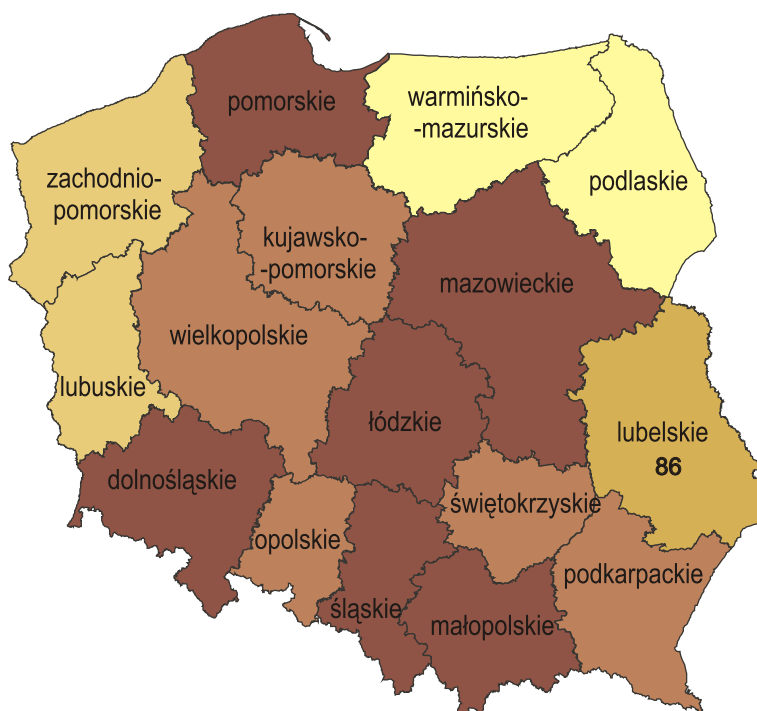 pomorskie
warmińsko-
-mazurskie
zachodnio-
pomorskie
podlaskie
kujawsko-
-pomorskie
mazowieckie
wielkopolskie
lubuskie
łódzkie
lubelskie
86
dolnośląskie
świętokrzyskie
opolskie
podkarpackie
śląskie
małopolskie